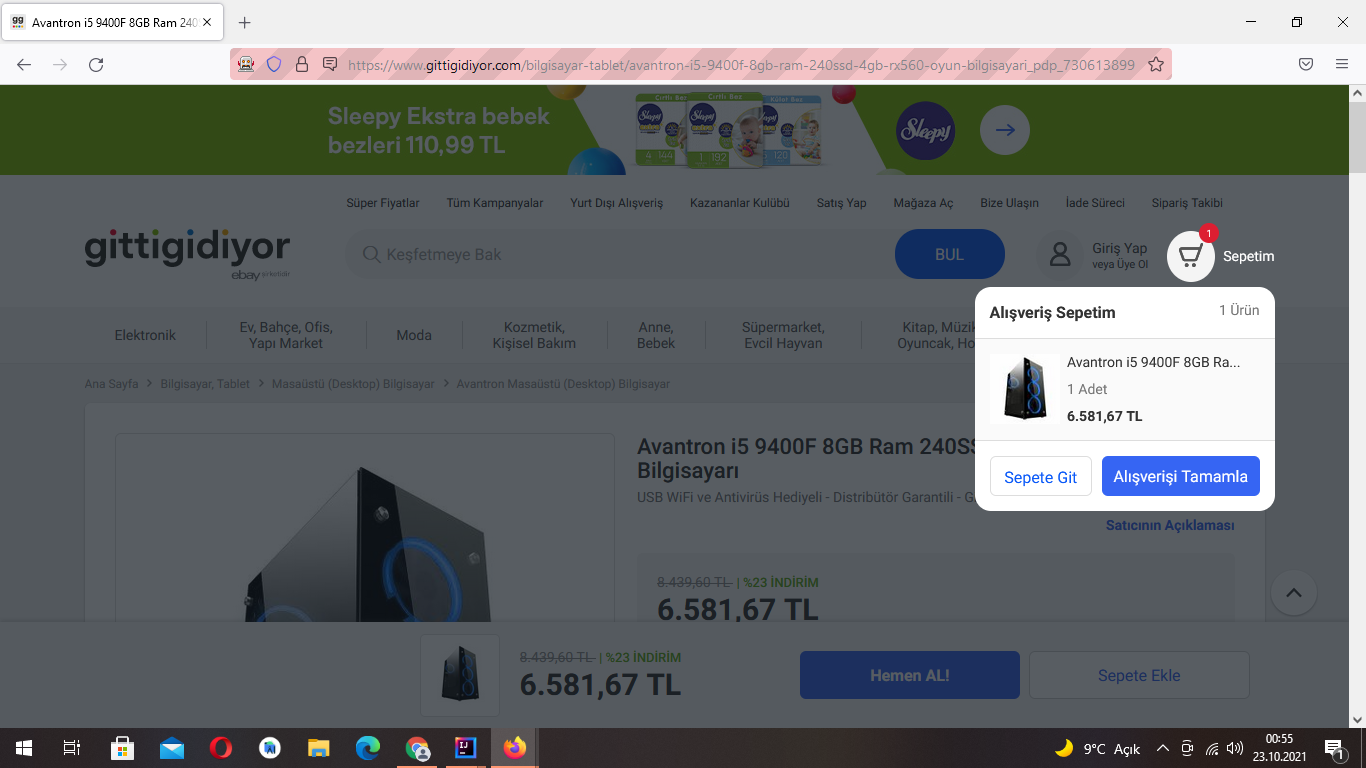 gg
Avantron i5 9400F 8GB Ram 240
https://www.gittigidiyor.com/bilgisayar-tablet/avantron-i5-9400f-8gb-ram-240ssd-4gb-rx560-oyun-bilgisayari_pdp_730613899
Sleepy Ekstra bebek
bezleri 110,99 TL
Sleepy
Süper Fiyatlar
Tüm Kampanyalar
Yurt Dışı Alışveriş
Kazananlar Kulübü
Satış Yap
Mağaza Aç
Bize Ulaşın
İade Süreci
Sipariş Takibi
gittigidiyor
ebay şirketidir
Keşfetmeye Bak
BUL
Giriş Yap
veya Üye Ol
1
Sepetim
Elektronik
Ev, Bahçe, Ofis,
Yapı Market
Moda
Kozmetik,
Kişisel Bakım
Anne,
Bebek
Süpermarket,
Evcil Hayvan
Kitap, Müzik
Oyuncak, Ho
Alışveriş Sepetim
1 Ürün
Avantron i5 9400F 8GB Ra...
1 Adet
6.581,67 TL
Sepete Git
Alışverişi Tamamla
Ana Sayfa > Bilgisayar, Tablet > Masaüstü (Desktop) Bilgisayar > Avantron Masaüstü (Desktop) Bilgisayar
Avantron i5 9400F 8GB Ram 240SS
Bilgisayarı
USB WiFi ve Antivirüs Hediyeli - Distribütör Garantili - G
Satıcının Açıklaması
8.439,60 TL | %23 İNDİRİM
6.581,67 TL
8.439,60 TL | %23 İNDİRİM
6.581,67 TL
Hemen AL!
Sepete Ekle
9°C Açık
00:55
23.10.2021
1